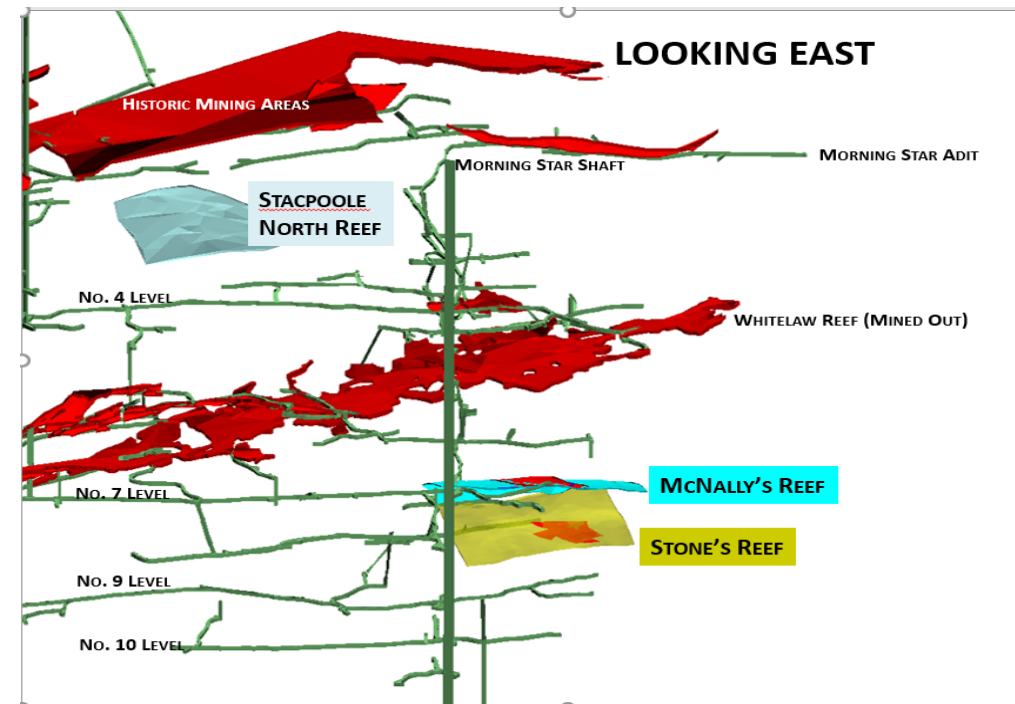 LOOKING EAST
HISTORIC MINING AREAS
MORNING STAR SHAFT
MORNING STAR ADIT
STACPOOLE
NORTH REEF
NO. 4 LEVEL
WHITELAW REEF (MINED OUT)
MCNALLY'S REEF
NO. 7 LEVEL
STONE'S REEF
NO. 9 LEVEL
NO. 10 LEVEL